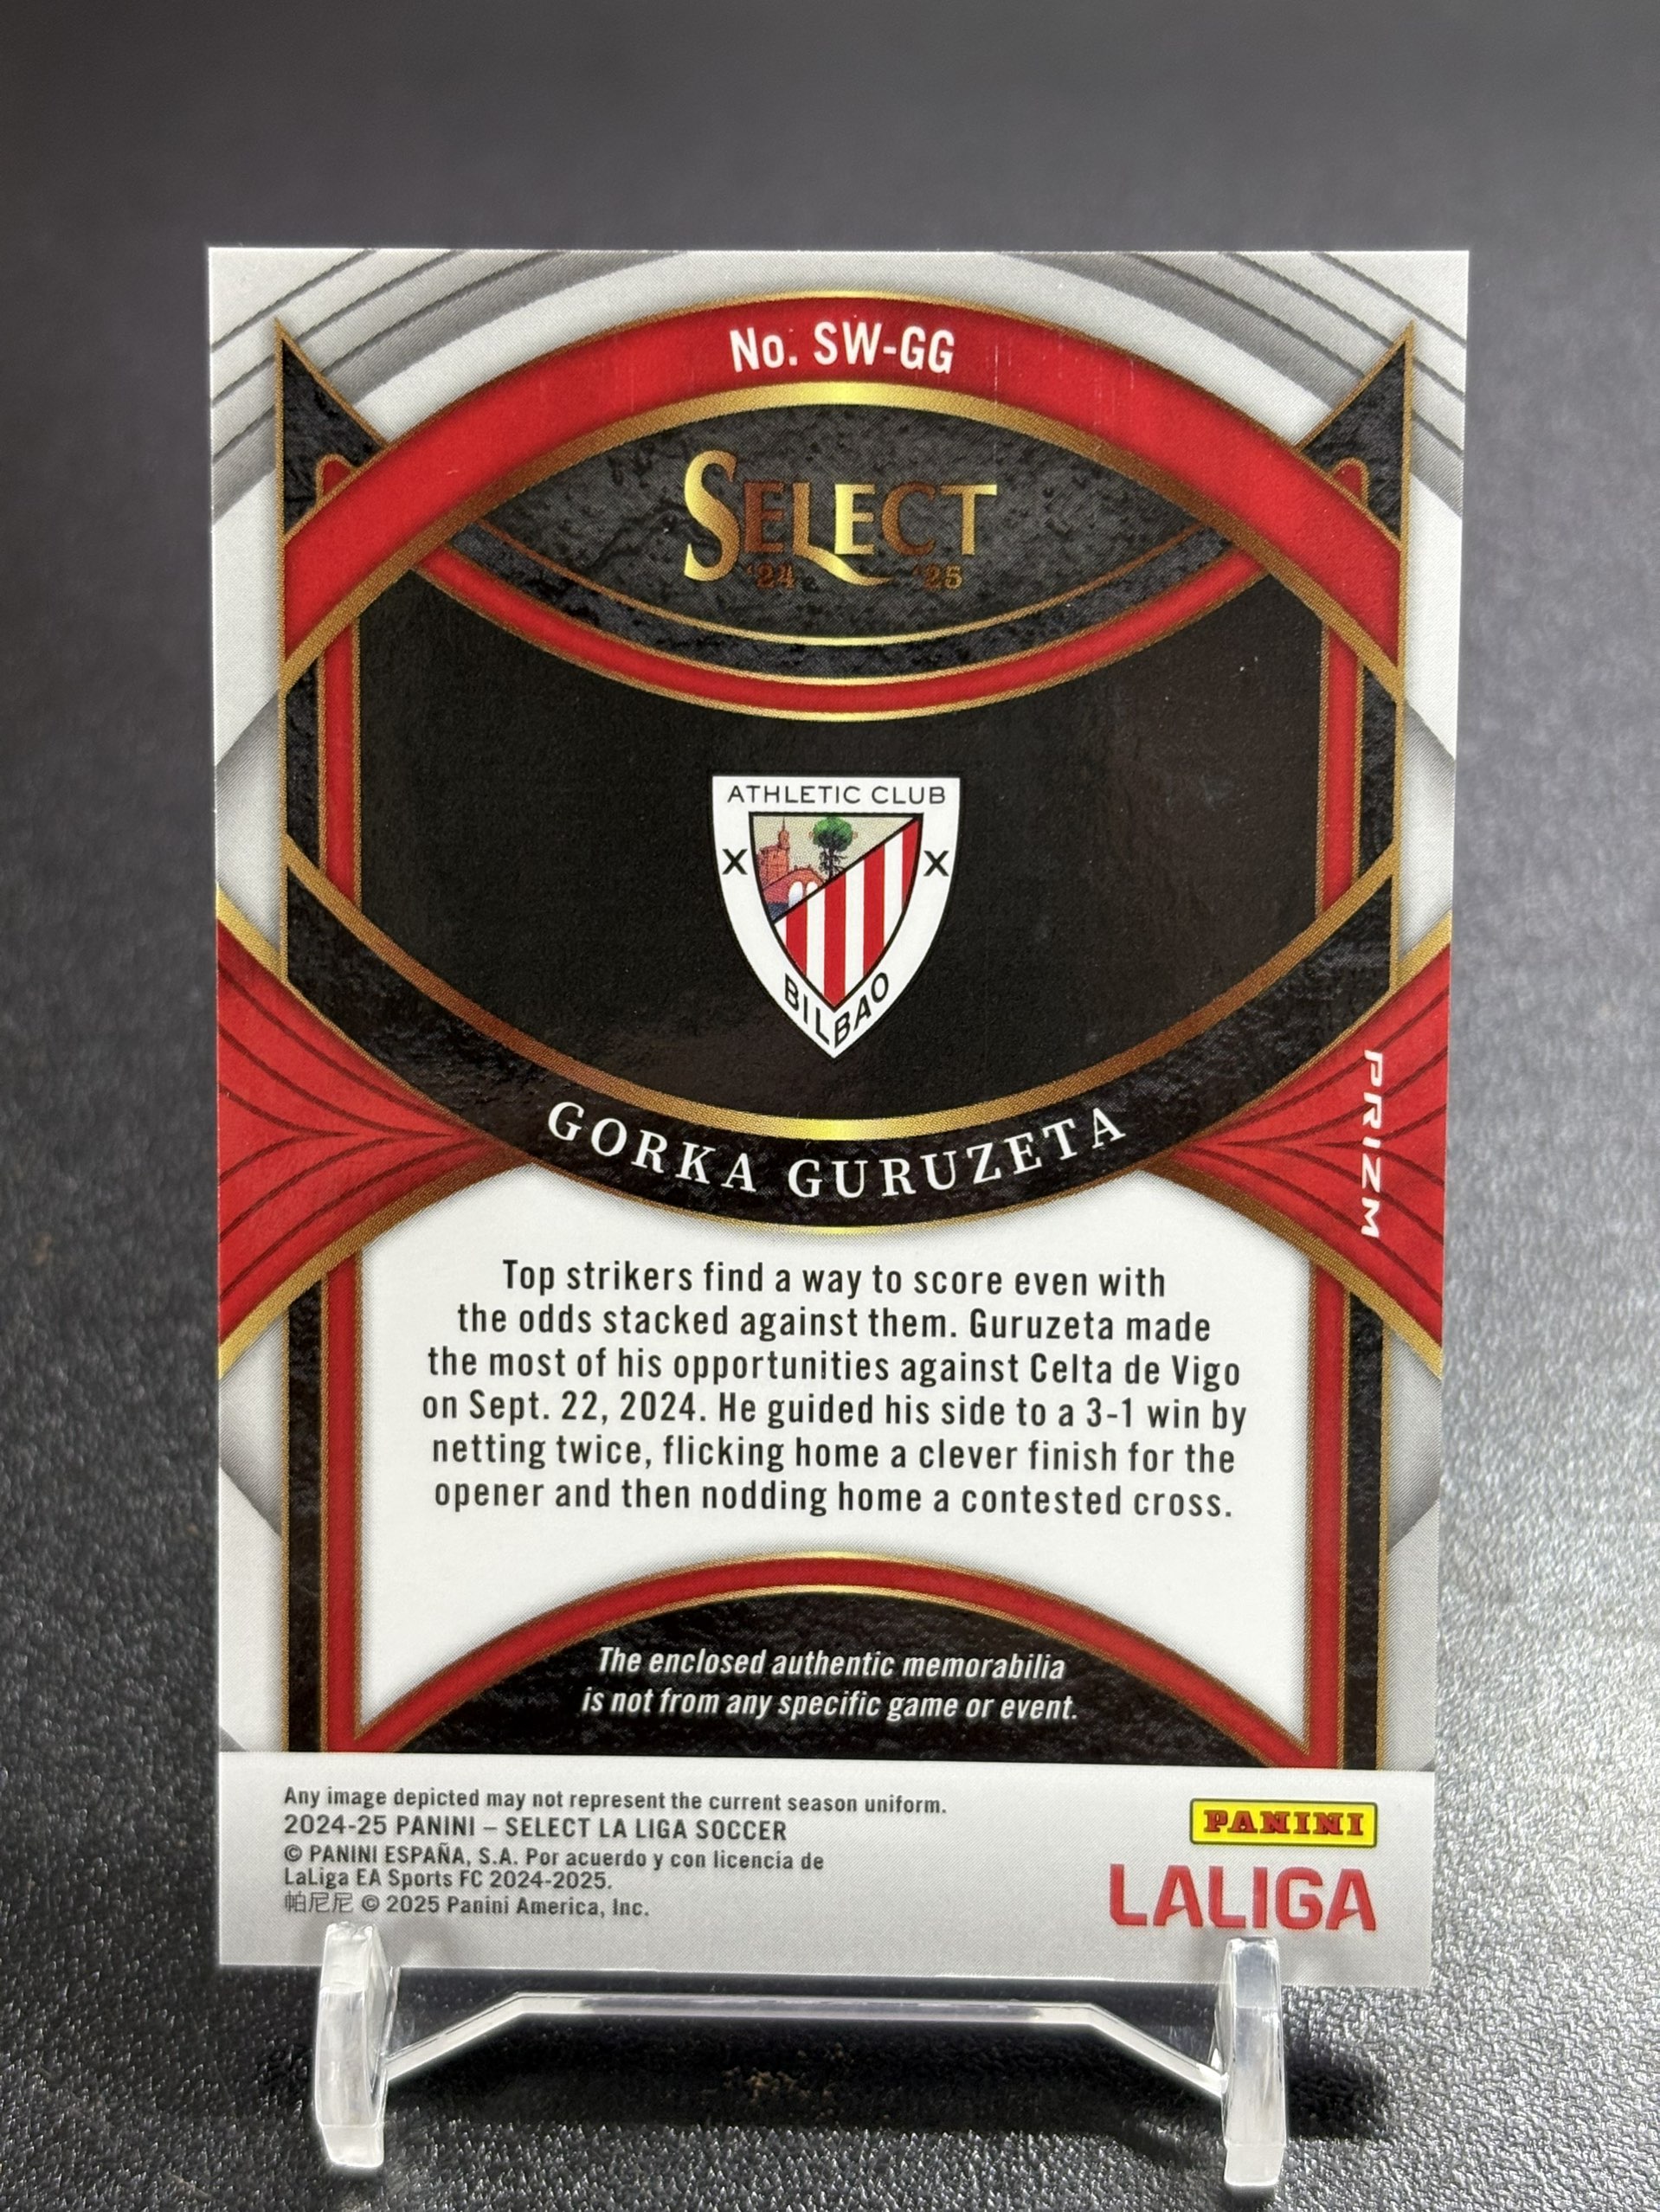 No. SW-GG
SELECT
'24 '25
ATHLETIC CLUB
X X
BILBAO
GORKA GURUZETA
PRIZM
Top strikers find a way to score even with
the odds stacked against them. Guruzeta made
the most of his opportunities against Celta de Vigo
on Sept. 22, 2024. He guided his side to a 3-1 win by
netting twice, flicking home a clever finish for the
opener and then nodding home a contested cross.
The enclosed authentic memorabilia
is not from any specific game or event.
Any image depicted may not represent the current season uniform.
2024-25 PANINI – SELECT LA LIGA SOCCER
© PANINI ESPAÑA, S.A. Por acuerdo y con licencia de
LaLiga EA Sports FC 2024-2025.
帕尼尼 © 2025 Panini America, Inc.
PANINI
LALIGA